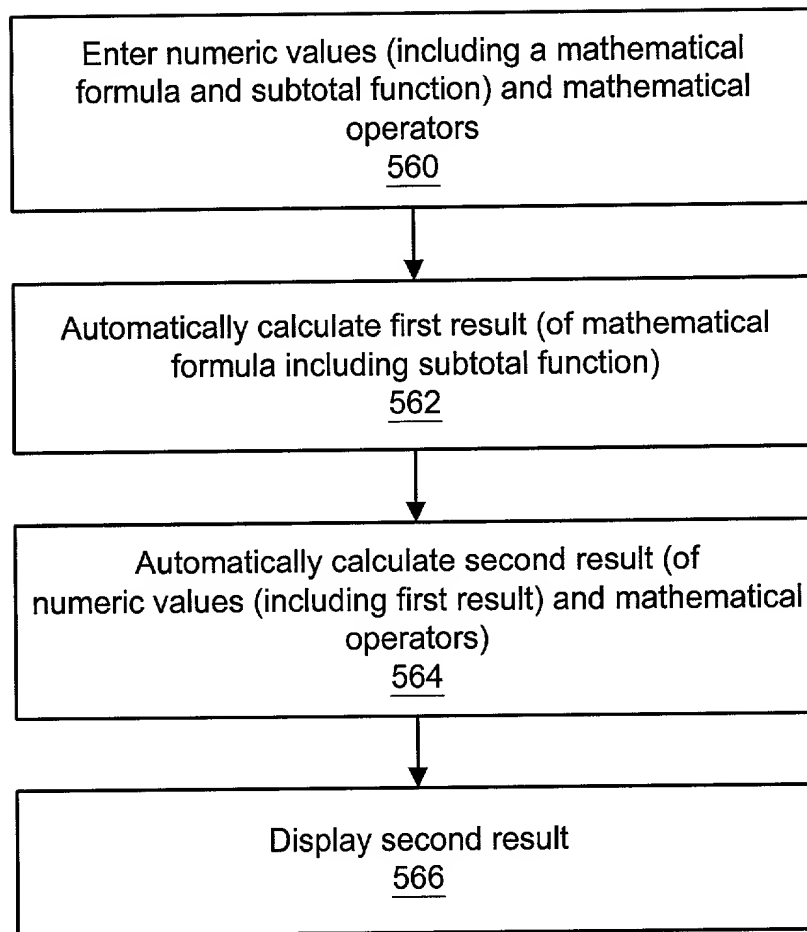 Enter numeric values (including a mathematical
formula and subtotal function) and mathematical
operators
560
Automatically calculate first result (of mathematical
formula including subtotal function)
562
Automatically calculate second result (of
numeric values (including first result) and mathematical
operators)
564
Display second result
566